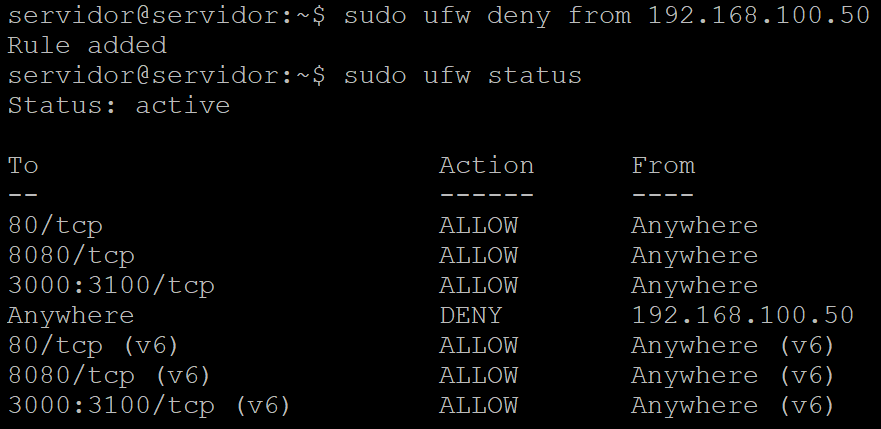 servidor@servidor:~$ sudo ufw deny from 192.168.100.50
Rule added
servidor@servidor:~$ sudo ufw status
Status: active

To                         Action      From
--                         ------      ----
80/tcp                     ALLOW       Anywhere
8080/tcp                   ALLOW       Anywhere
3000:3100/tcp              ALLOW       Anywhere
Anywhere                   DENY        192.168.100.50
80/tcp (v6)                ALLOW       Anywhere (v6)
8080/tcp (v6)              ALLOW       Anywhere (v6)
3000:3100/tcp (v6)         ALLOW       Anywhere (v6)